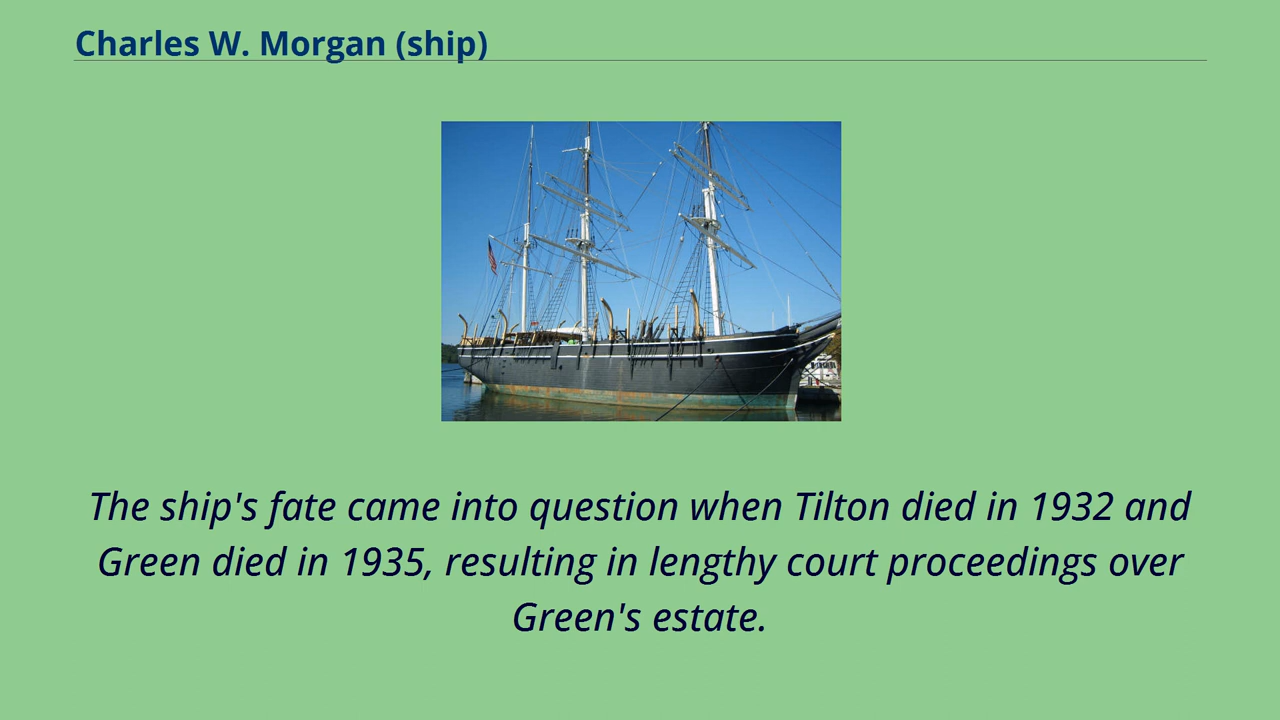 Charles W. Morgan (ship)
The ship's fate came into question when Tilton died in 1932 and
Green died in 1935, resulting in lengthy court proceedings over
Green's estate.